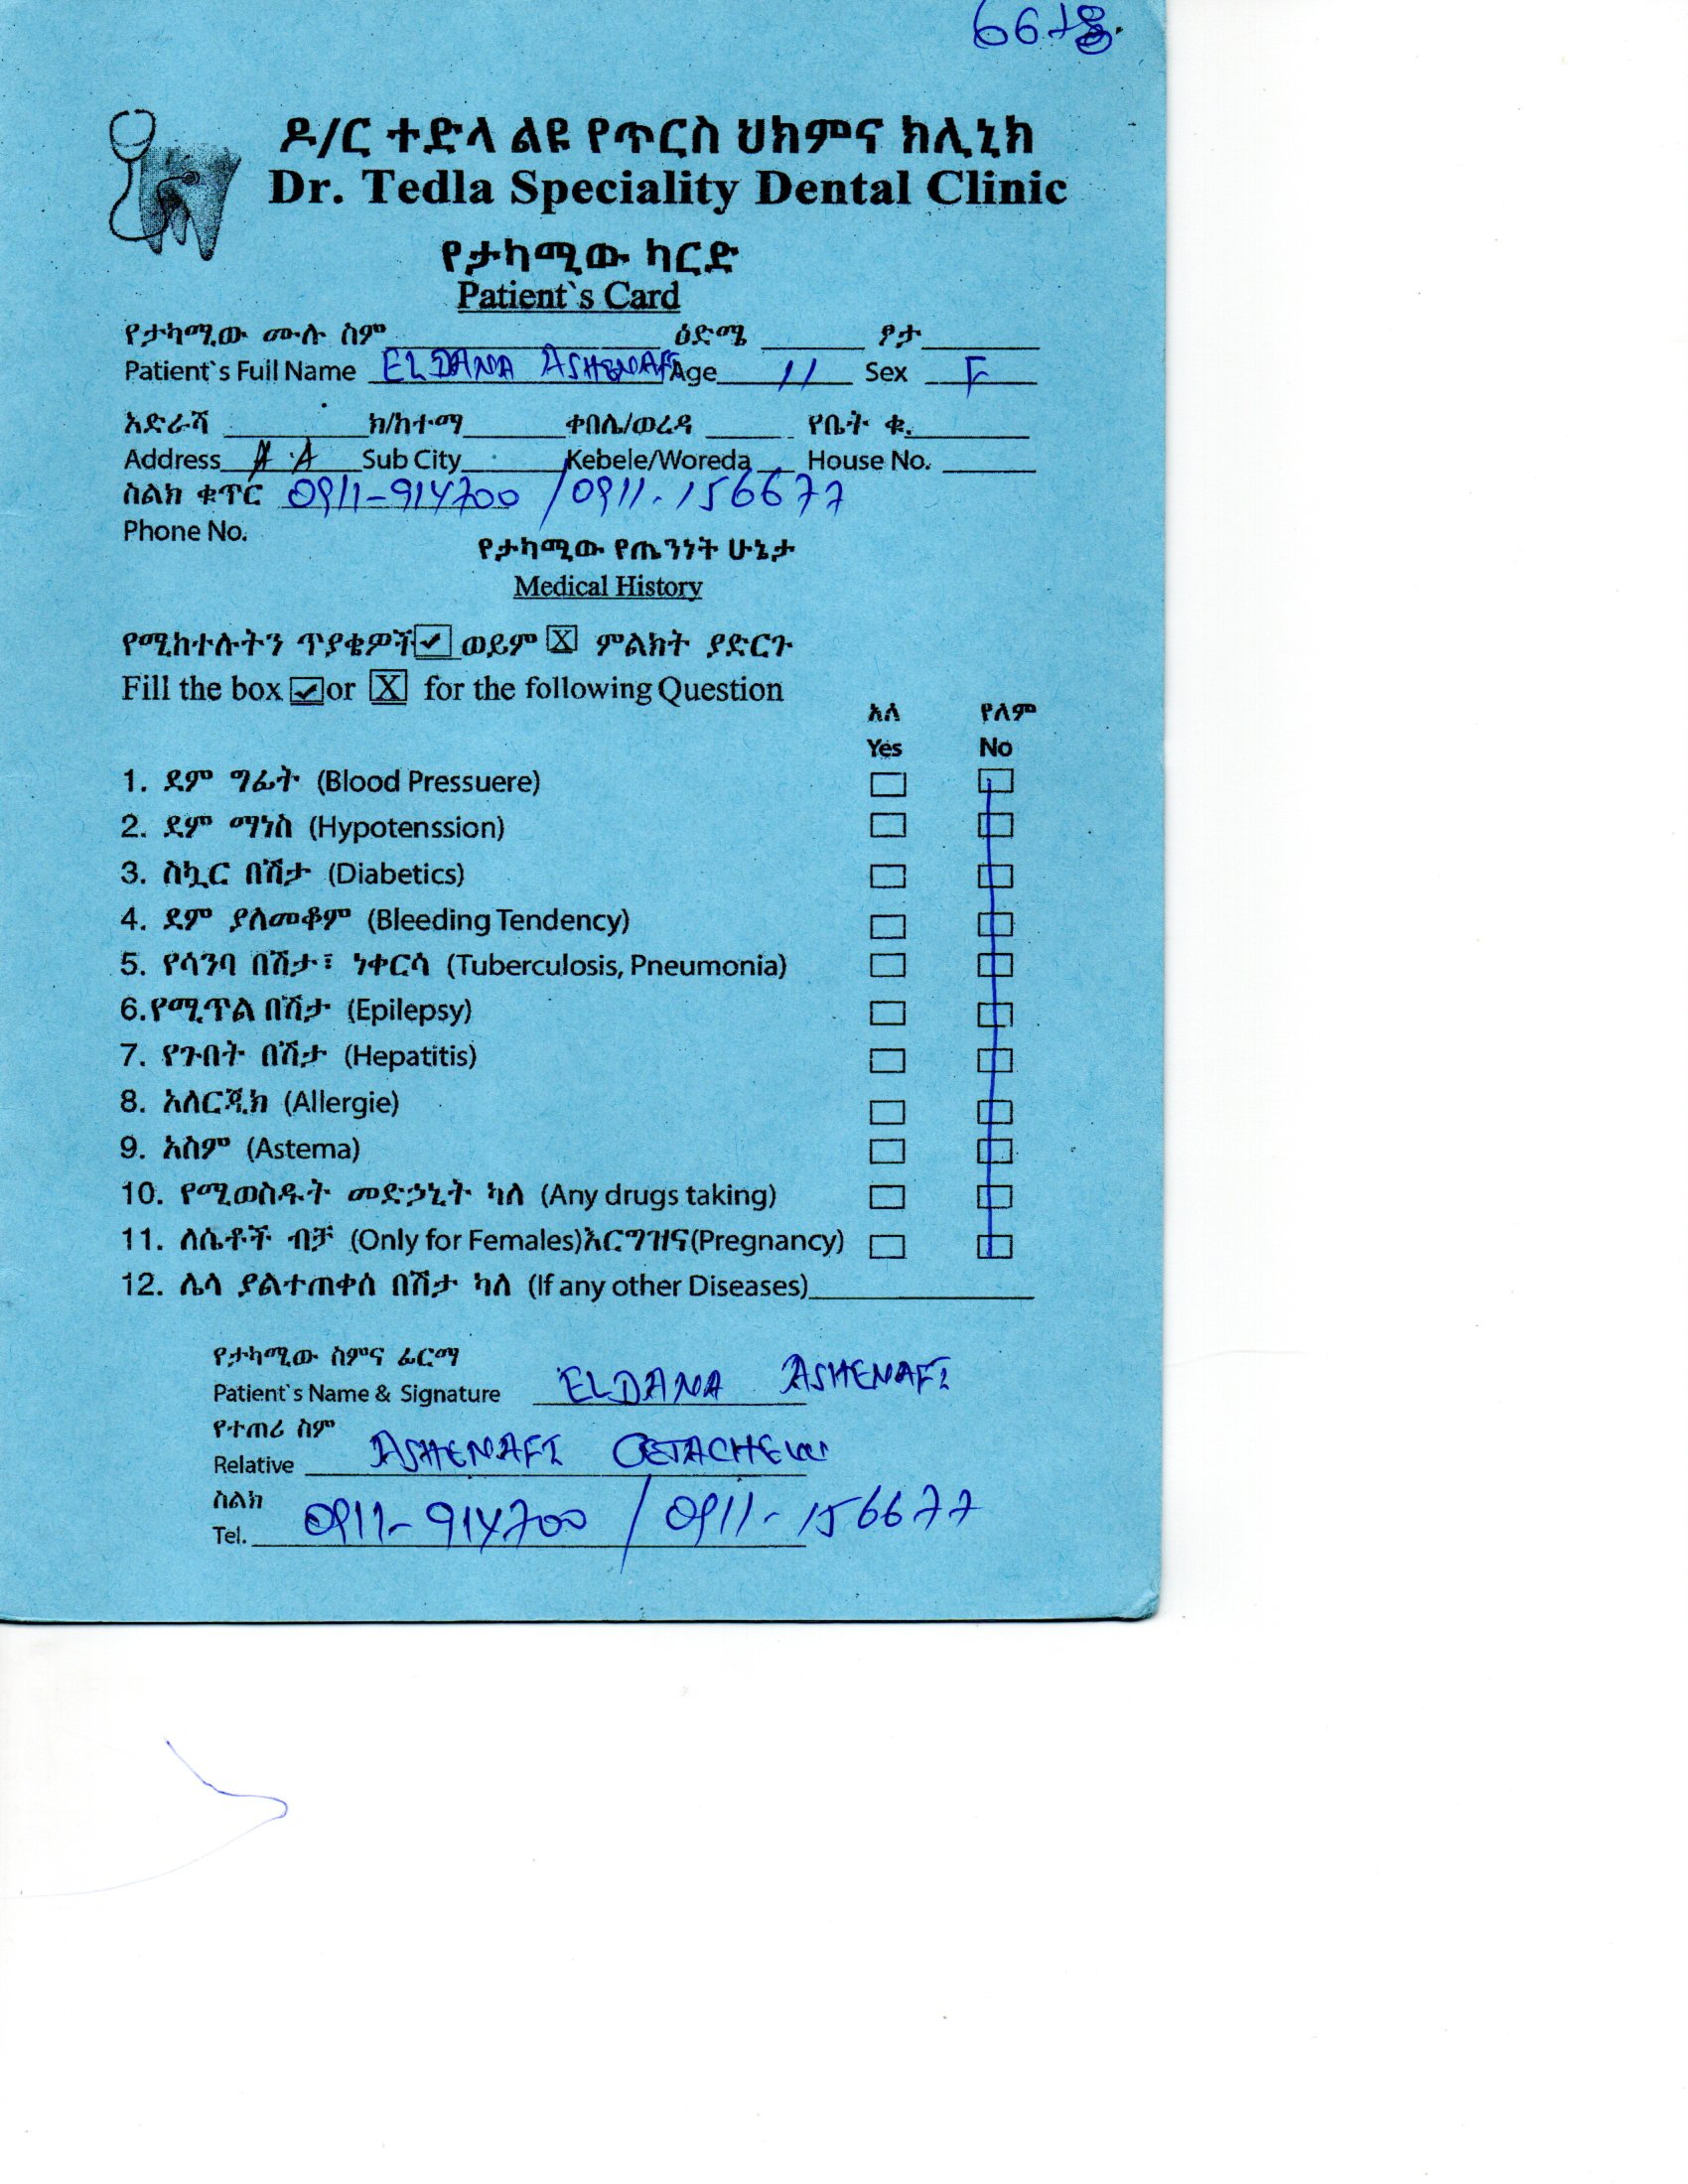 ዶ/ር ተድላ ልዩ የጥርስ ህክምና ክሊኒክ
Dr. Tedla Speciality Dental Clinic
የታካሚው ካርድ
Patient`s Card
የታካሚው ሙሉ ስም ዕድሜ ፆታ
Patient`s Full Name ELDANA ASHENAFI Age 11 Sex F
አድራሻ ክ/ከተማ ቀበሌ/ወረዳ የቤት ቁ.
Address A.A Sub City Kebele/Woreda House No.
ስልክ ቁጥር 0911-914700 / 0911-156677
Phone No.
የታካሚው የጤንነት ሁኔታ
Medical History
የሚከተሉትን ጥያቄዎች ✓ ወይም X ምልክት ያድርጉ
Fill the box ✓ or X for the following Question
አለ የለም
Yes No
1. ደም ግፊት (Blood Pressuere)
2. ደም ማነስ (Hypotenssion)
3. ስኳር በሽታ (Diabetics)
4. ደም ያለመቆም (Bleeding Tendency)
5. የሳንባ በሽታ፣ ነቀርሳ (Tuberculosis, Pneumonia)
6.የሚጥል በሽታ (Epilepsy)
7. የጉበት በሽታ (Hepatitis)
8. አለርጂክ (Allergie)
9. አስም (Astema)
10. የሚወስዱት መድኃኒት ካለ (Any drugs taking)
11. ለሴቶች ብቻ (Only for Females)እርግዝና(Pregnancy)
12. ሌላ ያልተጠቀሰ በሽታ ካለ (If any other Diseases)
የታካሚው ስምና ፊርማ
Patient`s Name & Signature ELDANA ASHENAFI
የተጠሪ ስም
Relative ASHENAFI GETACHEW
ስልክ
Tel. 0911-914700 / 0911-156677